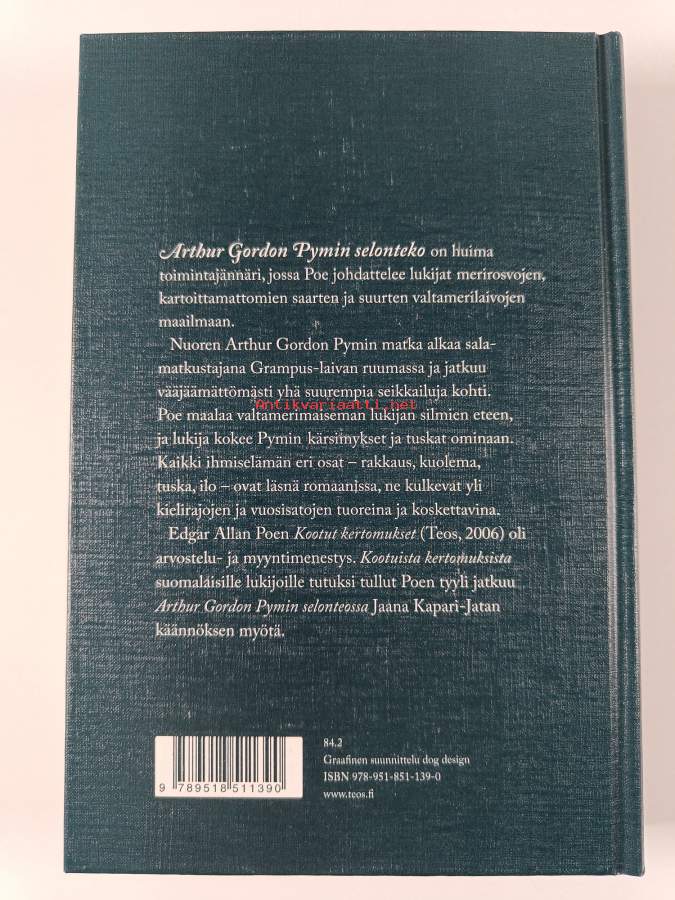 Arthur Gordon Pymin selonteko on huima
toimintajännäri, jossa Poe johdattelee lukijat merirosvojen,
kartoittamattomien saarten ja suurten valtamerilaivojen
maailmaan.
Nuoren Arthur Gordon Pymin matka alkaa sala-
matkustajana Grampus-laivan ruumassa ja jatkuu
vääjäämättömästi yhä suurempia seikkailuja kohti.
Antikvariaatti.net
Poe maalaa valtamerimaiseman lukijan silmien eteen,
ja lukija kokee Pymin kärsimykset ja tuskat ominaan.
Kaikki ihmiselämän eri osat – rakkaus, kuolema,
tuska, ilo – ovat läsnä romaanissa, ne kulkevat yli
kielirajojen ja vuosisatojen tuoreina ja koskettavina.
Edgar Allan Poen Kootut kertomukset (Teos, 2006) oli
arvostelu- ja myyntimenestys. Kootuista kertomuksista
suomalaisille lukijoille tutuksi tullut Poen tyyli jatkuu
Arthur Gordon Pymin selonteossa Jaana Kapari-Jatan
käännöksen myötä.
84.2
Graafinen suunnittelu dog design
ISBN 978-951-851-139-0
www.teos.fi
9 789518 511390